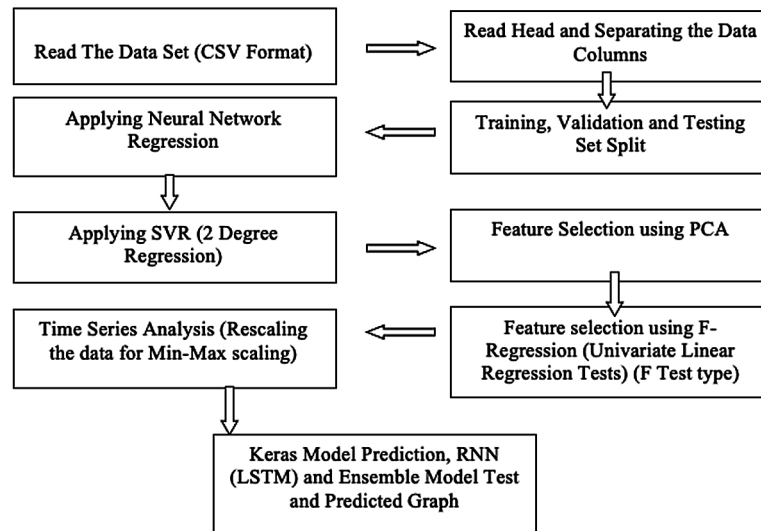 Read The Data Set (CSV Format)
Read Head and Separating the Data
Columns
Applying Neural Network
Regression
Training, Validation and Testing
Set Split
Applying SVR (2 Degree
Regression)
Feature Selection using PCA
Time Series Analysis (Rescaling
the data for Min-Max scaling)
Feature selection using F-
Regression (Univariate Linear
Regression Tests) (F Test type)
Keras Model Prediction, RNN
(LSTM) and Ensemble Model Test
and Predicted Graph